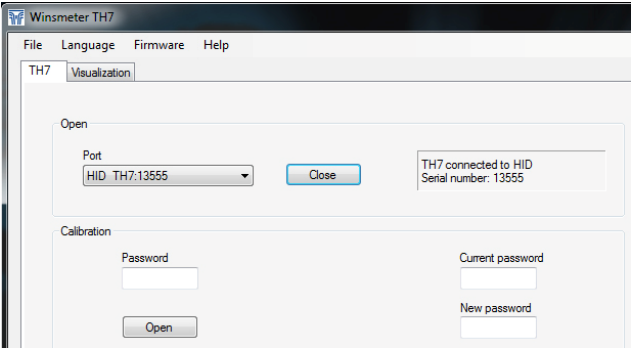 Winsmeter TH7
File Language Firmware Help
TH7 Visualization
Open
Port
HID TH7:13555
Close
TH7 connected to HID
Serial number: 13555
Calibration
Password
Current password
New password
Open